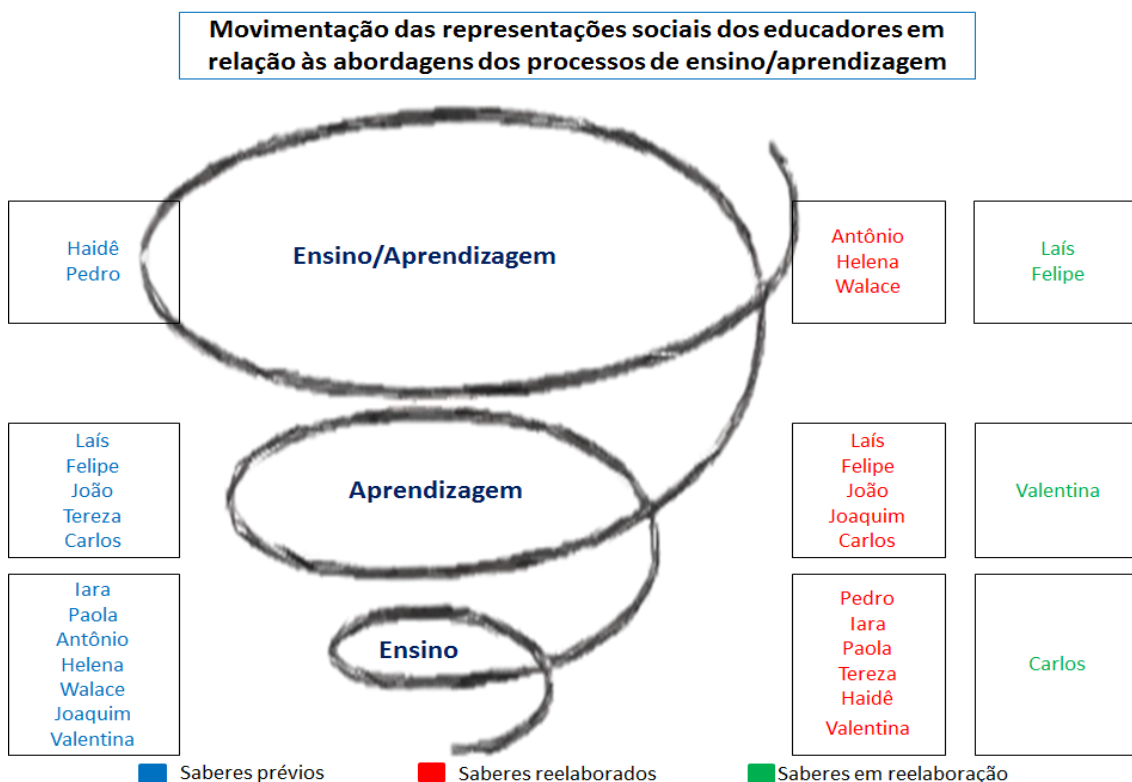 Movimentação das representações sociais dos educadores em
relação às abordagens dos processos de ensino/aprendizagem
Haidê
Pedro
Ensino/Aprendizagem
Antônio
Helena
Walace
Laís
Felipe
Laís
Felipe
João
Tereza
Carlos
Aprendizagem
Laís
Felipe
João
Joaquim
Carlos
Valentina
Iara
Paola
Antônio
Helena
Walace
Joaquim
Valentina
Ensino
Pedro
Iara
Paola
Tereza
Haidê
Valentina
Carlos
Saberes prévios
Saberes reelaborados
Saberes em reelaboração